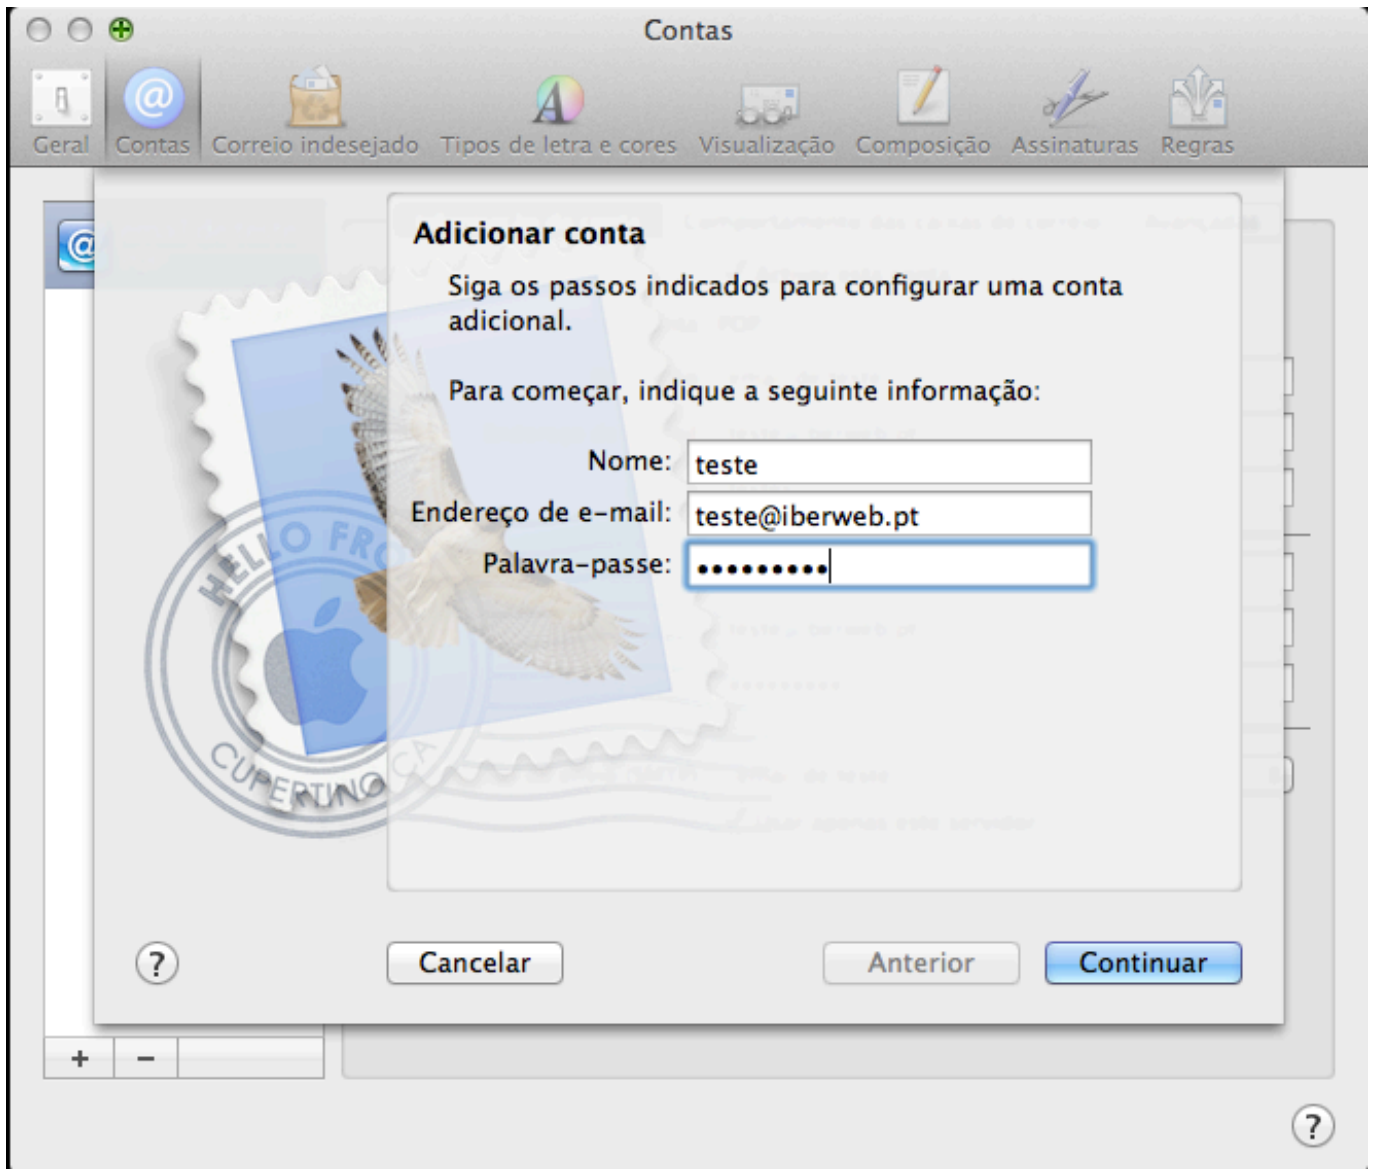 Contas
Geral Contas Correio indesejado Tipos de letra e cores Visualização Composição Assinaturas Regras
Adicionar conta
Siga os passos indicados para configurar uma conta
adicional.
Para começar, indique a seguinte informação:
Nome: teste
Endereço de e-mail: teste@iberweb.pt
Palavra-passe: •••••••••
HELLO FRO
CUPERTINO CA
? Cancelar Anterior Continuar
+ −
?